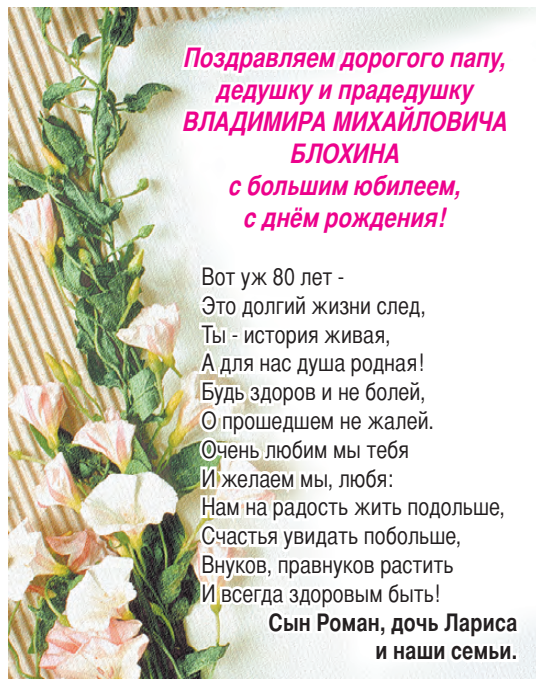 Поздравляем дорогого папу,
дедушку и прадедушку
ВЛАДИМИРА МИХАЙЛОВИЧА
БЛОХИНА
с большим юбилеем,
с днём рождения!
Вот уж 80 лет -
Это долгий жизни след,
Ты - история живая,
А для нас душа родная!
Будь здоров и не болей,
О прошедшем не жалей.
Очень любим мы тебя
И желаем мы, любя:
Нам на радость жить подольше,
Счастья увидать побольше,
Внуков, правнуков растить
И всегда здоровым быть!
Сын Роман, дочь Лариса
и наши семьи.